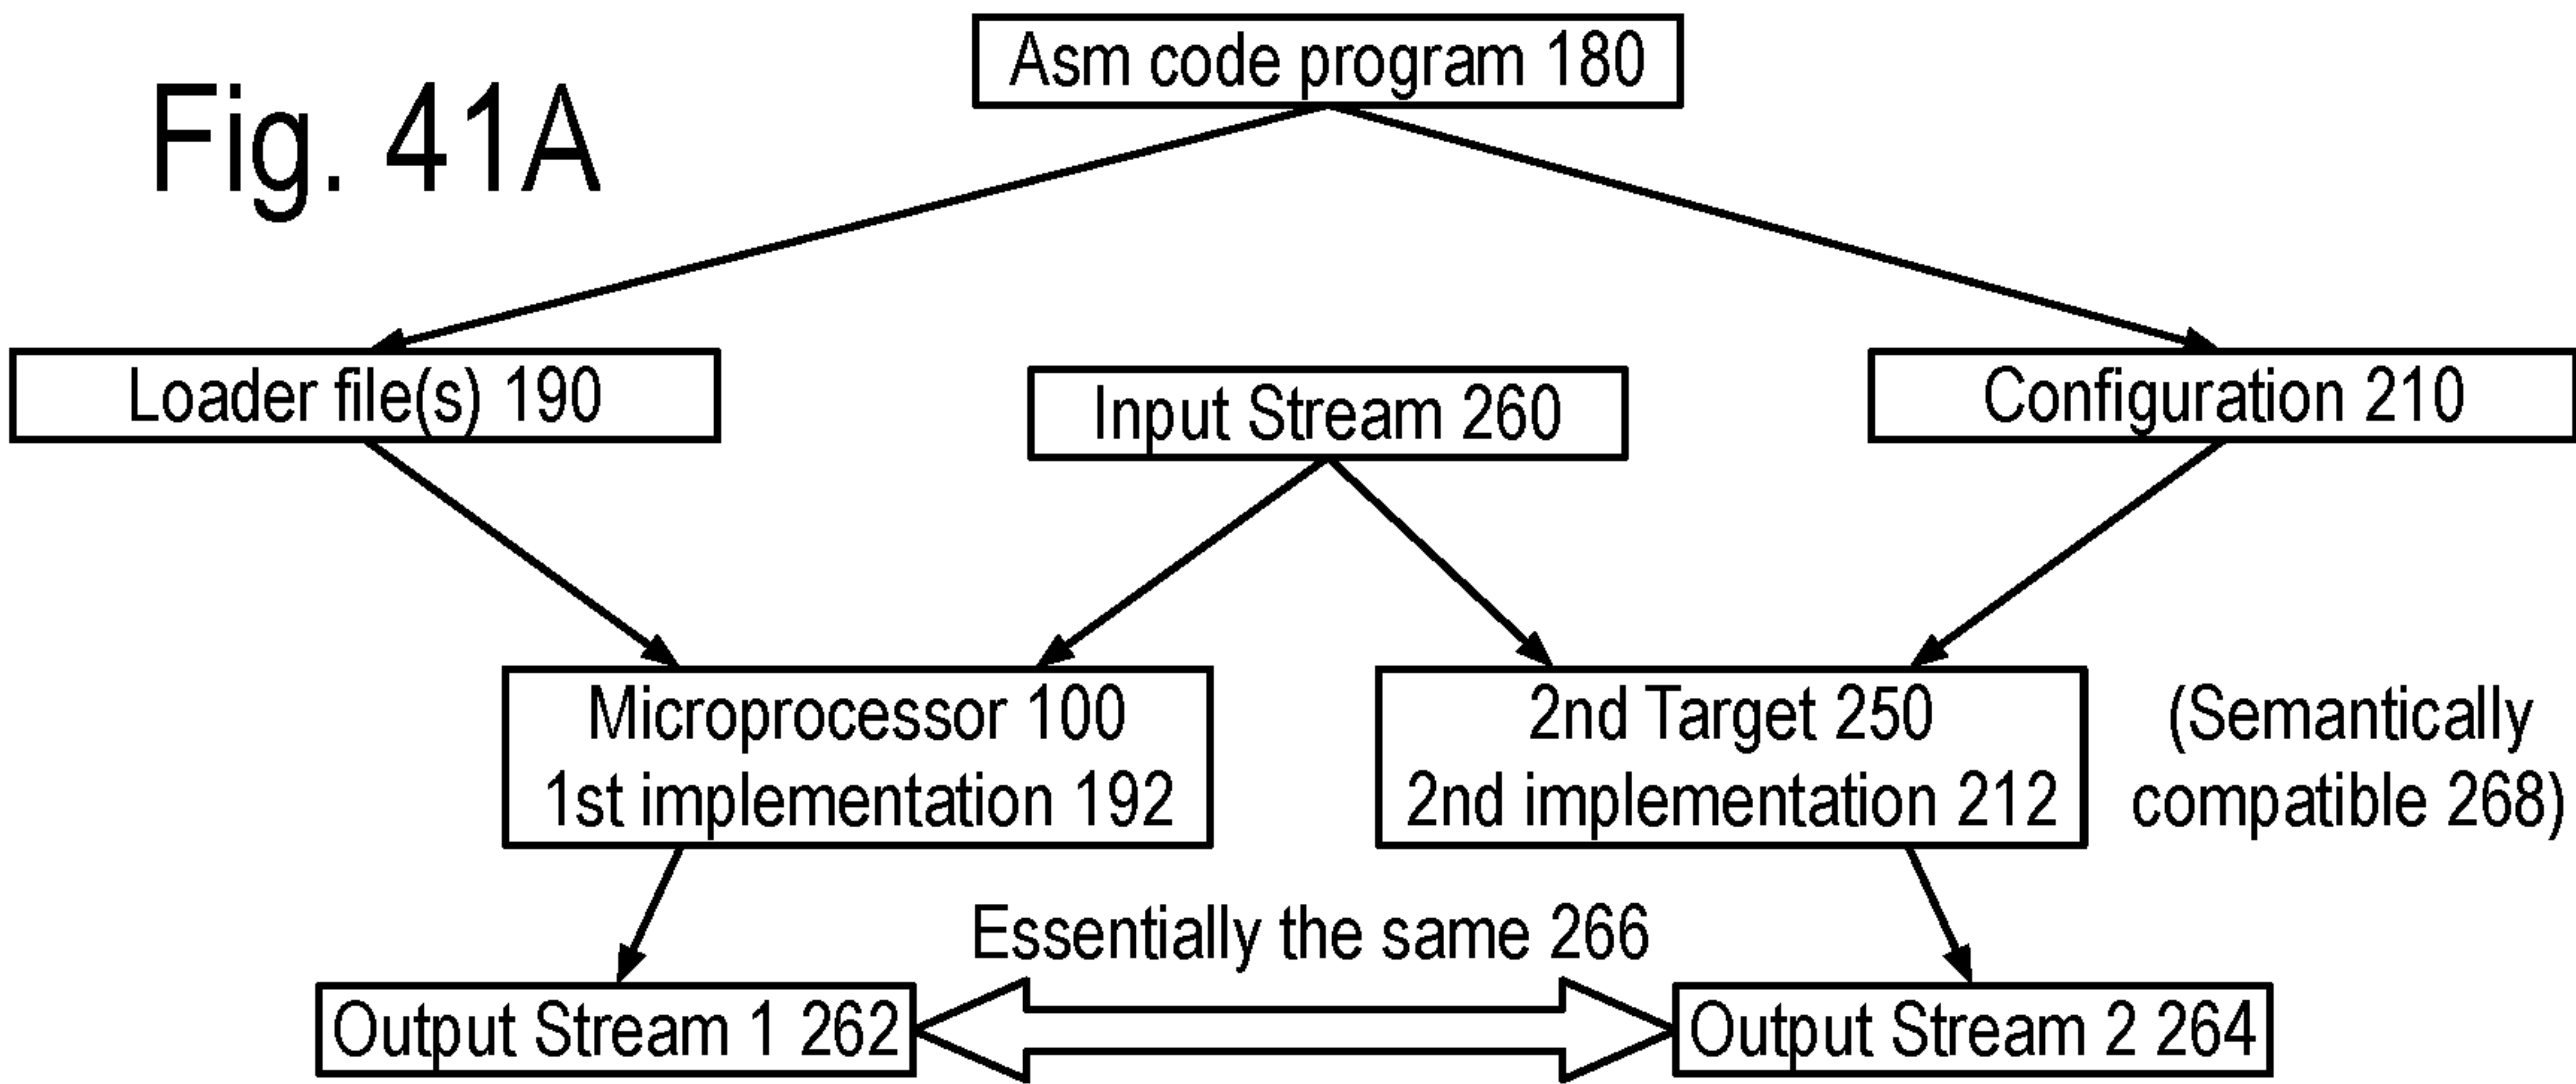 Fig. 41A
Asm code program 180
Loader file(s) 190
Input Stream 260
Configuration 210
Microprocessor 100
1st implementation 192
2nd Target 250
2nd implementation 212
(Semantically
compatible 268)
Essentially the same 266
Output Stream 1 262
Output Stream 2 264